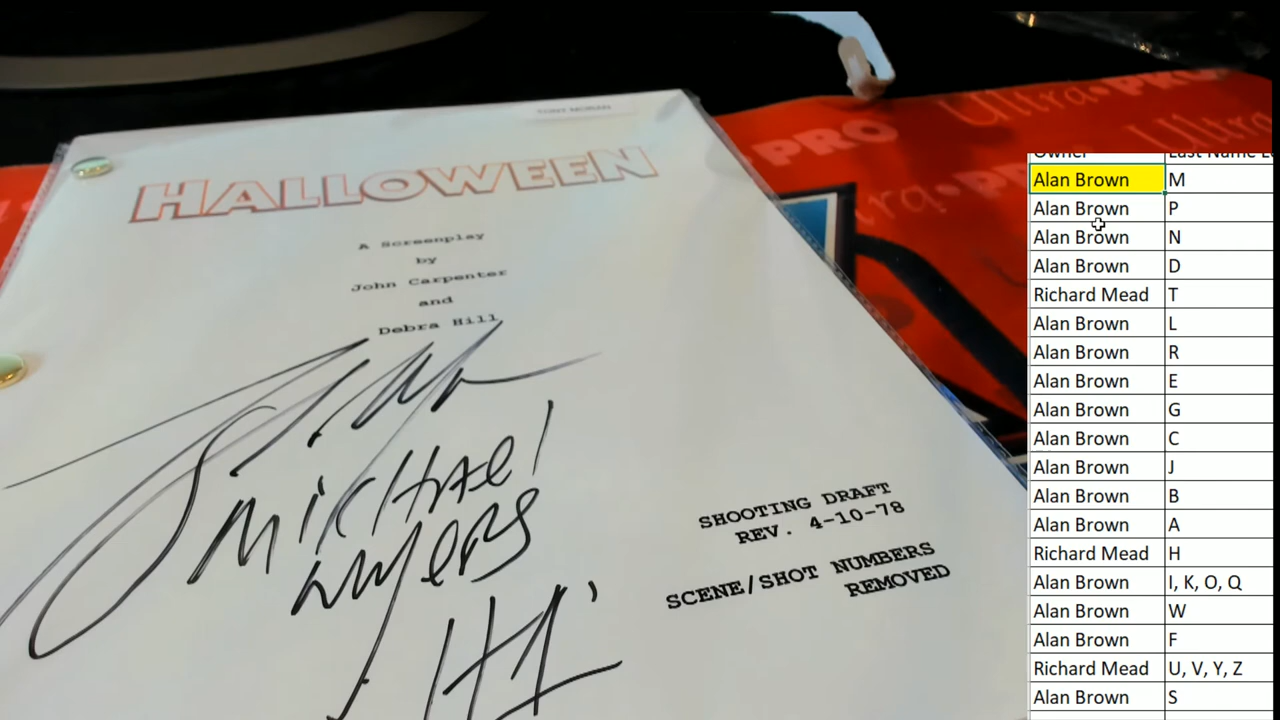 TONY MORAN
HALLOWEEN
A Screenplay
by
John Carpenter
and
Debra Hill
MICHAEL
MYERS
SHOOTING DRAFT
REV. 4-10-78
SCENE/SHOT NUMBERS
REMOVED
Ultra•PRO
PRO
Ultra
Owner Last Name L
Alan Brown M
Alan Brown P
Alan Brown N
Alan Brown D
Richard Mead T
Alan Brown L
Alan Brown R
Alan Brown E
Alan Brown G
Alan Brown C
Alan Brown J
Alan Brown B
Alan Brown A
Richard Mead H
Alan Brown I, K, O, Q
Alan Brown W
Alan Brown F
Richard Mead U, V, Y, Z
Alan Brown S